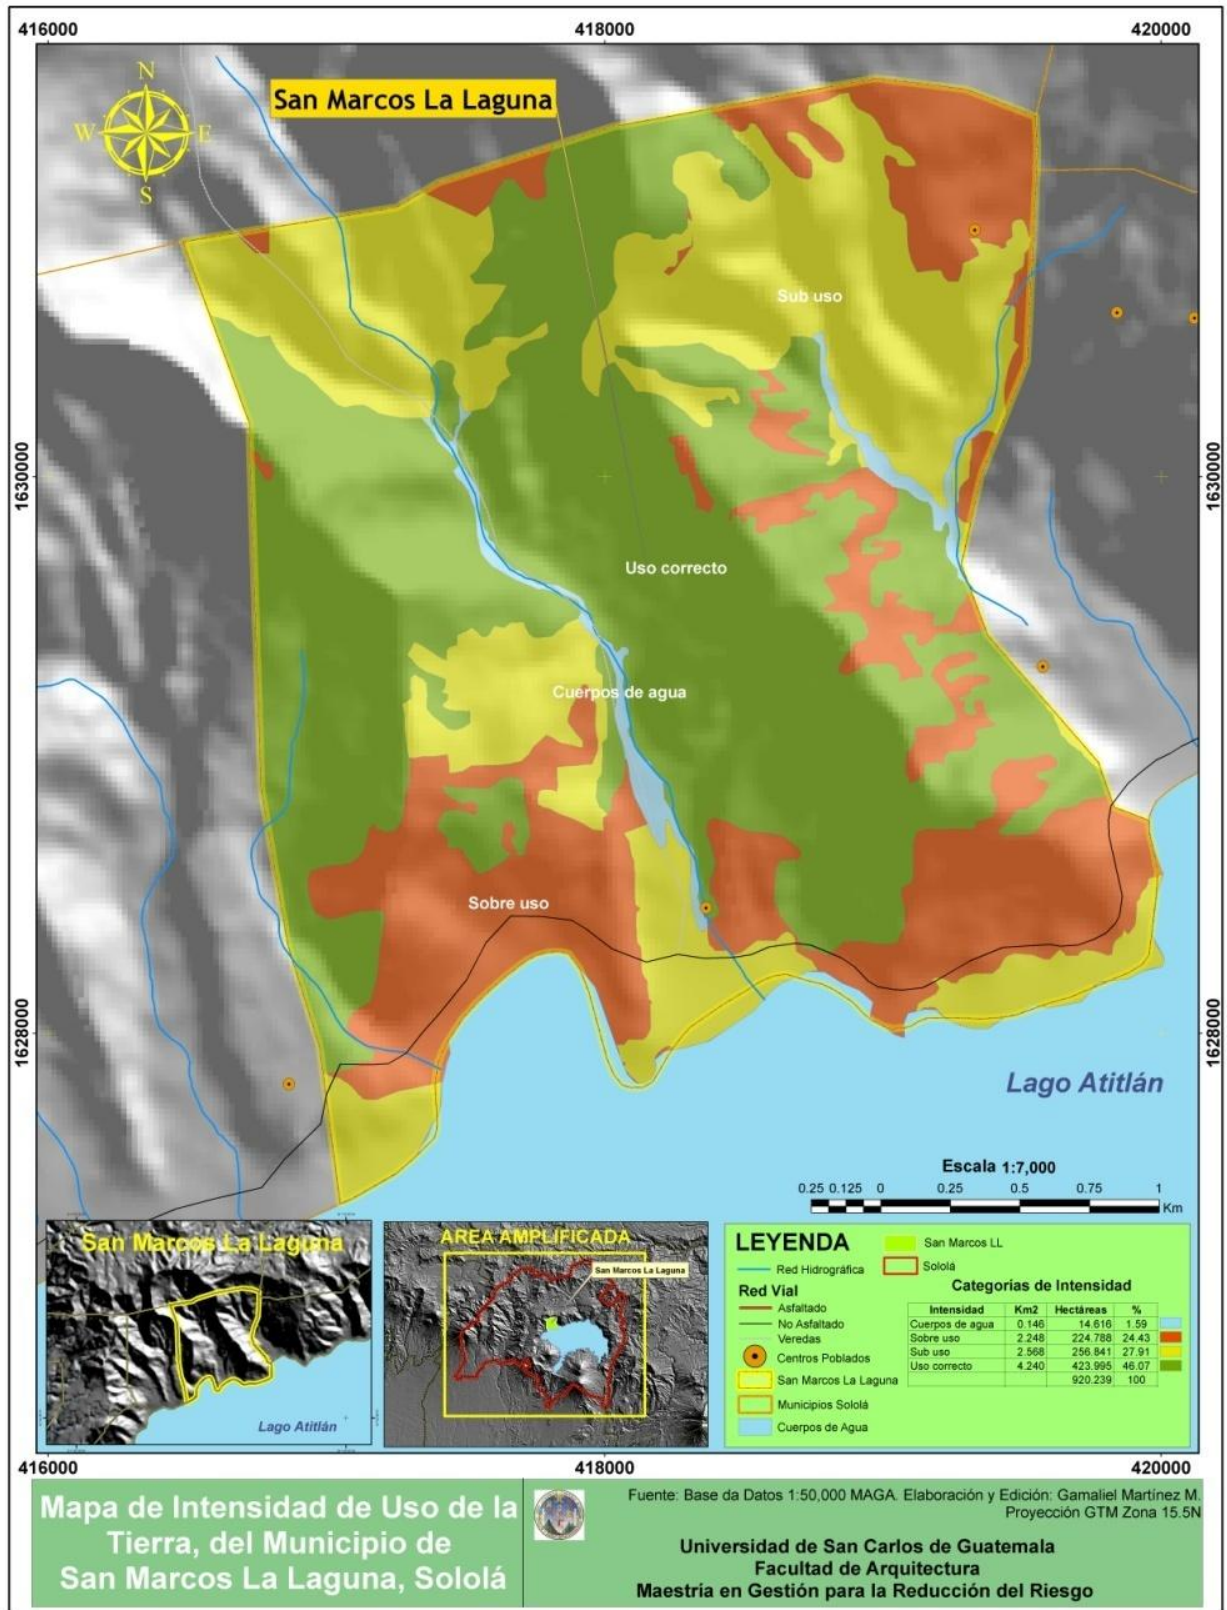 416000
418000
420000
N
W
E
S
San Marcos La Laguna
Sub uso
1630000
1630000
Uso correcto
Cuerpos de agua
Sobre uso
1628000
1628000
Lago Atitlán
Escala 1:7,000
0.25 0.125 0 0.25 0.5 0.75 1
Km
San Marcos La Laguna
Lago Atitlán
AREA AMPLIFICADA
San Marcos La Laguna
LEYENDA
San Marcos LL
Red Hidrográfica
Sololá
Red Vial
Asfaltado
No Asfaltado
Veredas
Centros Poblados
San Marcos La Laguna
Municipios Sololá
Cuerpos de Agua
Categorias de Intensidad
Intensidad Km2 Hectáreas %
Cuerpos de agua 0.146 14.616 1.59
Sobre uso 2.248 224.788 24.43
Sub uso 2.568 256.841 27.91
Uso correcto 4.240 423.995 46.07
920.239 100
416000
418000
420000
Mapa de Intensidad de Uso de la
Tierra, del Municipio de
San Marcos La Laguna, Sololá
Fuente: Base da Datos 1:50,000 MAGA. Elaboración y Edición: Gamaliel Martínez M.
Proyección GTM Zona 15.5N
Universidad de San Carlos de Guatemala
Facultad de Arquitectura
Maestría en Gestión para la Reducción del Riesgo